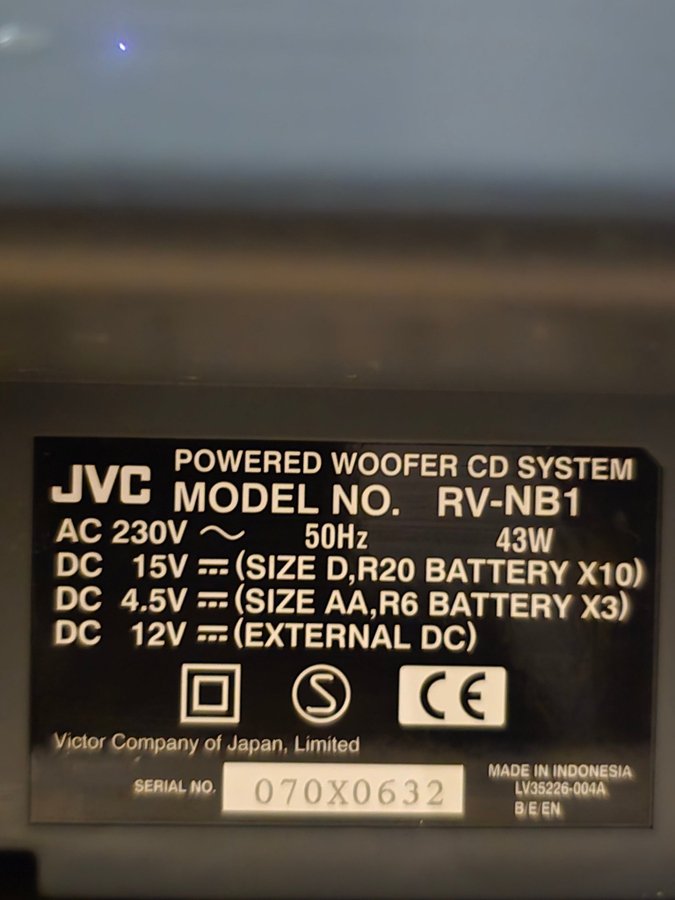 JVC POWERED WOOFER CD SYSTEM
MODEL NO. RV-NB1
AC 230V ~ 50Hz 43W
DC 15V ⎓ (SIZE D,R20 BATTERY X10)
DC 4.5V ⎓ (SIZE AA,R6 BATTERY X3)
DC 12V ⎓ (EXTERNAL DC)
S CE
Victor Company of Japan, Limited
SERIAL NO. 070X0632
MADE IN INDONESIA
LV35226-004A
B/E/EN